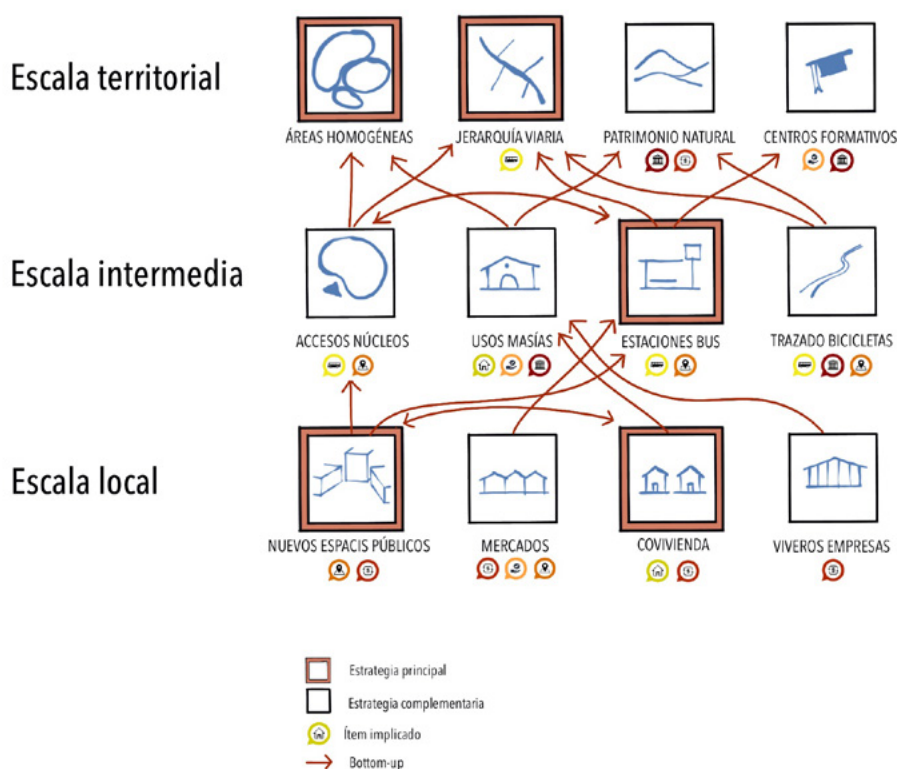 Escala territorial
ÁREAS HOMOGÉNEAS
JERARQUÍA VIARIA
PATRIMONIO NATURAL
CENTROS FORMATIVOS
Escala intermedia
ACCESOS NÚCLEOS
USOS MASÍAS
ESTACIONES BUS
TRAZADO BICICLETAS
Escala local
NUEVOS ESPACIS PÚBLICOS
MERCADOS
COVIVIENDA
VIVEROS EMPRESAS
Estrategia principal
Estrategia complementaria
Ítem implicado
Bottom-up